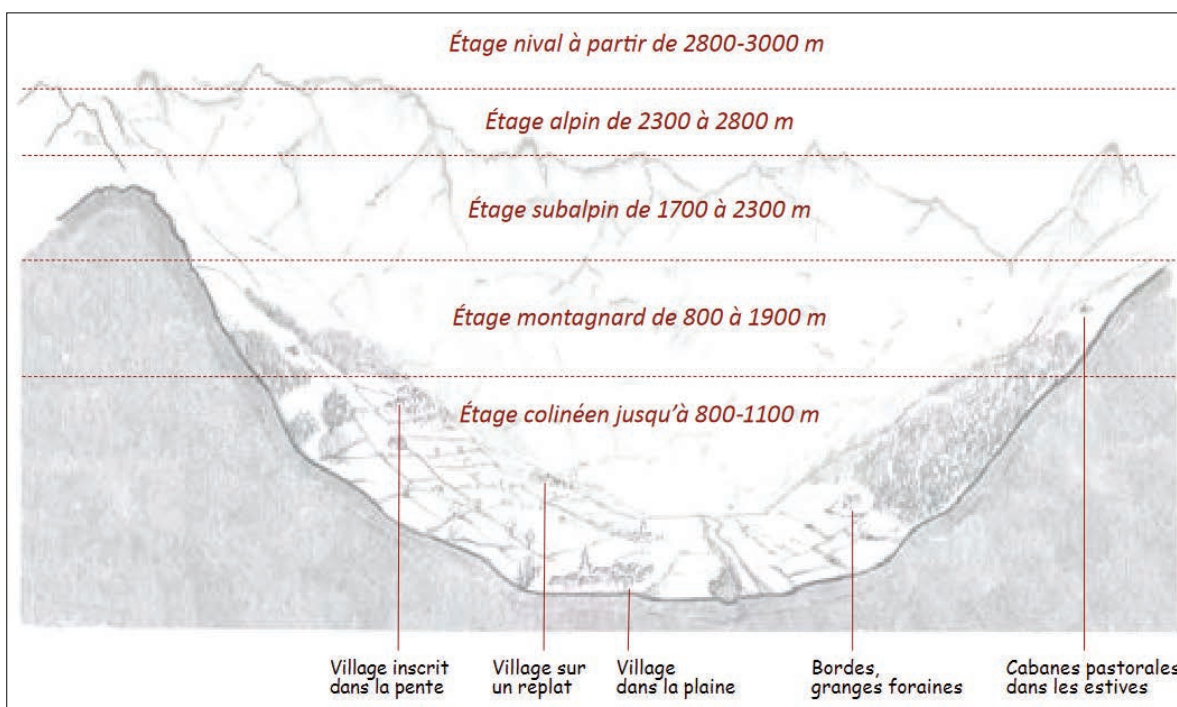 Étage nival à partir de 2800-3000 m
Étage alpin de 2300 à 2800 m
Étage subalpin de 1700 à 2300 m
Étage montagnard de 800 à 1900 m
Étage colinéen jusqu'à 800-1100 m
Village inscrit
dans la pente
Village sur
un replat
Village
dans la plaine
Bordes,
granges foraines
Cabanes pastorales
dans les estives